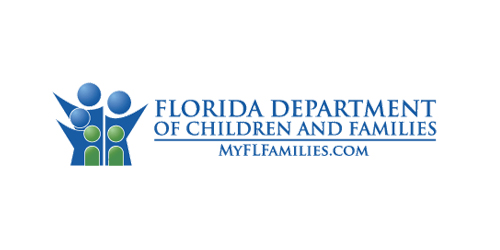 FLORIDA DEPARTMENT
OF CHILDREN AND FAMILIES
MYFLFAMILIES.COM